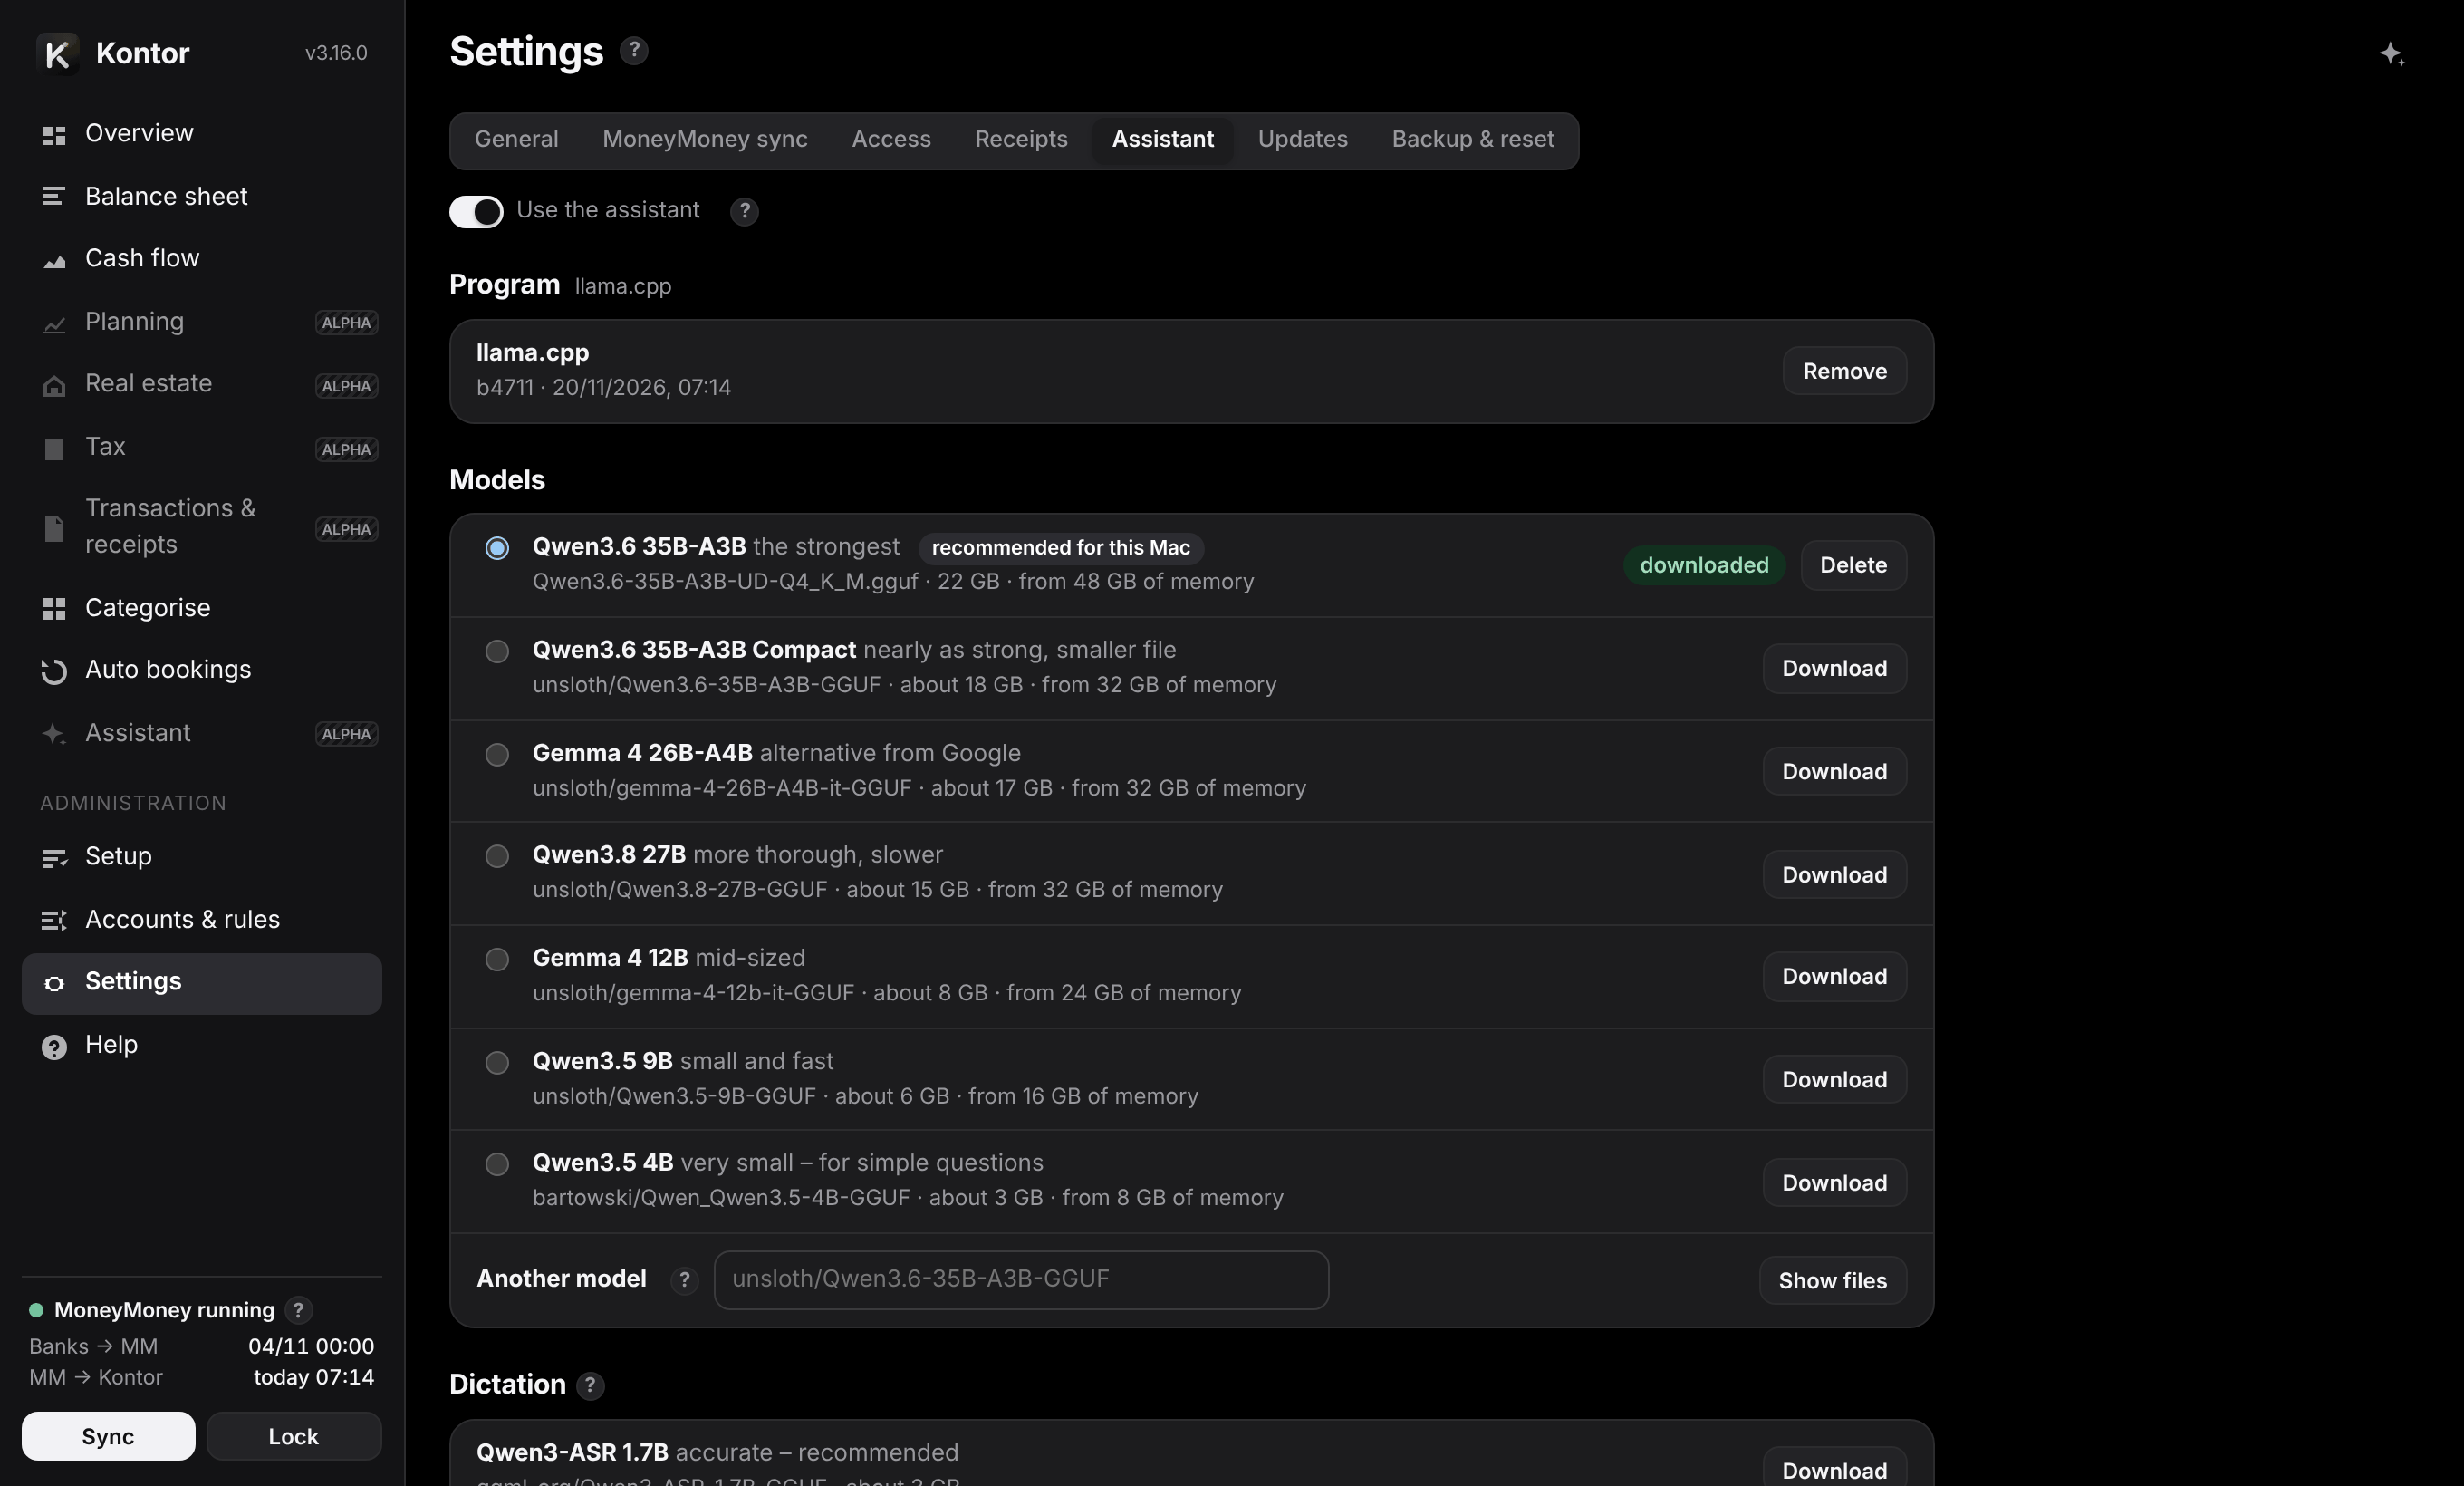 Kontor
v3.16.0
Overview
Balance sheet
Cash flow
Planning
ALPHA
Real estate
ALPHA
Tax
ALPHA
Transactions &
receipts
ALPHA
Categorise
Auto bookings
Assistant
ALPHA
ADMINISTRATION
Setup
Accounts & rules
Settings
Help
MoneyMoney running ?
Banks → MM 04/11 00:00
MM → Kontor today 07:14
Sync
Lock
Settings ?
General MoneyMoney sync Access Receipts Assistant Updates Backup & reset
Use the assistant ?
Program llama.cpp
llama.cpp
b4711 · 20/11/2026, 07:14
Remove
Models
Qwen3.6 35B-A3B the strongest recommended for this Mac
Qwen3.6-35B-A3B-UD-Q4_K_M.gguf · 22 GB · from 48 GB of memory
downloaded
Delete
Qwen3.6 35B-A3B Compact nearly as strong, smaller file
unsloth/Qwen3.6-35B-A3B-GGUF · about 18 GB · from 32 GB of memory
Download
Gemma 4 26B-A4B alternative from Google
unsloth/gemma-4-26B-A4B-it-GGUF · about 17 GB · from 32 GB of memory
Download
Qwen3.8 27B more thorough, slower
unsloth/Qwen3.8-27B-GGUF · about 15 GB · from 32 GB of memory
Download
Gemma 4 12B mid-sized
unsloth/gemma-4-12b-it-GGUF · about 8 GB · from 24 GB of memory
Download
Qwen3.5 9B small and fast
unsloth/Qwen3.5-9B-GGUF · about 6 GB · from 16 GB of memory
Download
Qwen3.5 4B very small – for simple questions
bartowski/Qwen_Qwen3.5-4B-GGUF · about 3 GB · from 8 GB of memory
Download
Another model ? unsloth/Qwen3.6-35B-A3B-GGUF
Show files
Dictation ?
Qwen3-ASR 1.7B accurate – recommended
Download